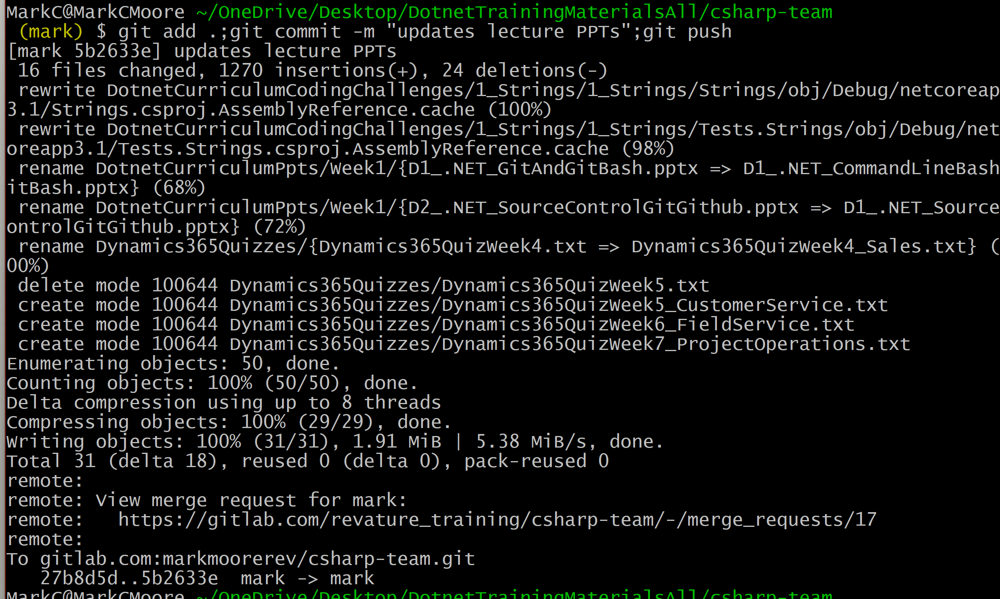 MarkC@MarkCMoore ~/OneDrive/Desktop/DotnetTrainingMaterialsAll/csharp-team
(mark) $ git add .;git commit -m "updates lecture PPTs";git push
[mark 5b2633e] updates lecture PPTs
16 files changed, 1270 insertions(+), 24 deletions(-)
rewrite DotnetCurriculumCodingChallenges/1_Strings/1_Strings/Strings/obj/Debug/netcoreap
3.1/Strings.csproj.AssemblyReference.cache (100%)
rewrite DotnetCurriculumCodingChallenges/1_Strings/1_Strings/Tests.Strings/obj/Debug/net
oreapp3.1/Tests.Strings.csproj.AssemblyReference.cache (98%)
rename DotnetCurriculumPpts/Week1/{D1_.NET_GitAndGitBash.pptx => D1_.NET_CommandLineBash
itBash.pptx} (68%)
rename DotnetCurriculumPpts/Week1/{D2_.NET_SourceControlGitGithub.pptx => D1_.NET_Source
ontrolGitGithub.pptx} (72%)
rename Dynamics365Quizzes/{Dynamics365QuizWeek4.txt => Dynamics365QuizWeek4_Sales.txt} (
00%)
delete mode 100644 Dynamics365Quizzes/Dynamics365QuizWeek5.txt
create mode 100644 Dynamics365Quizzes/Dynamics365QuizWeek5_CustomerService.txt
create mode 100644 Dynamics365Quizzes/Dynamics365QuizWeek6_FieldService.txt
create mode 100644 Dynamics365Quizzes/Dynamics365QuizWeek7_ProjectOperations.txt
Enumerating objects: 50, done.
Counting objects: 100% (50/50), done.
Delta compression using up to 8 threads
Compressing objects: 100% (29/29), done.
Writing objects: 100% (31/31), 1.91 MiB | 5.38 MiB/s, done.
Total 31 (delta 18), reused 0 (delta 0), pack-reused 0
remote:
remote: View merge request for mark:
remote:   https://gitlab.com/revature_training/csharp-team/-/merge_requests/17
remote:
To gitlab.com:markmoorerev/csharp-team.git
27b8d5d..5b2633e  mark -> mark
MarkC@MarkCMoore ~/OneDrive/Desktop/DotnetTrainingMaterialsAll/csharp-team